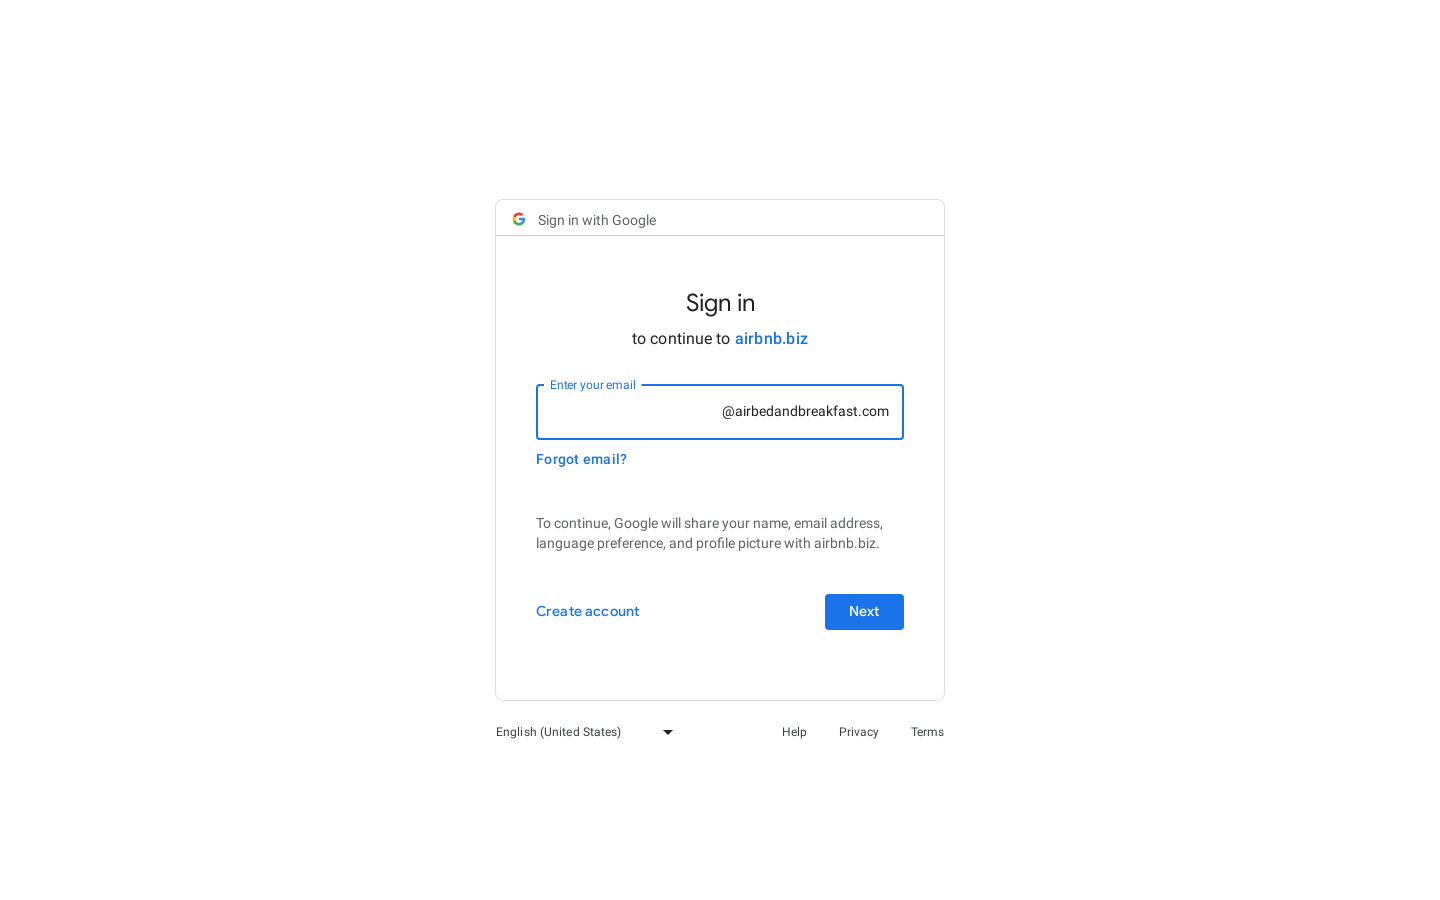 Sign in with Google
Sign in
to continue to airbnb.biz
Enter your email
@airbedandbreakfast.com
Forgot email?
To continue, Google will share your name, email address,
language preference, and profile picture with airbnb.biz.
Create account
Next
English (United States)
Help
Privacy
Terms